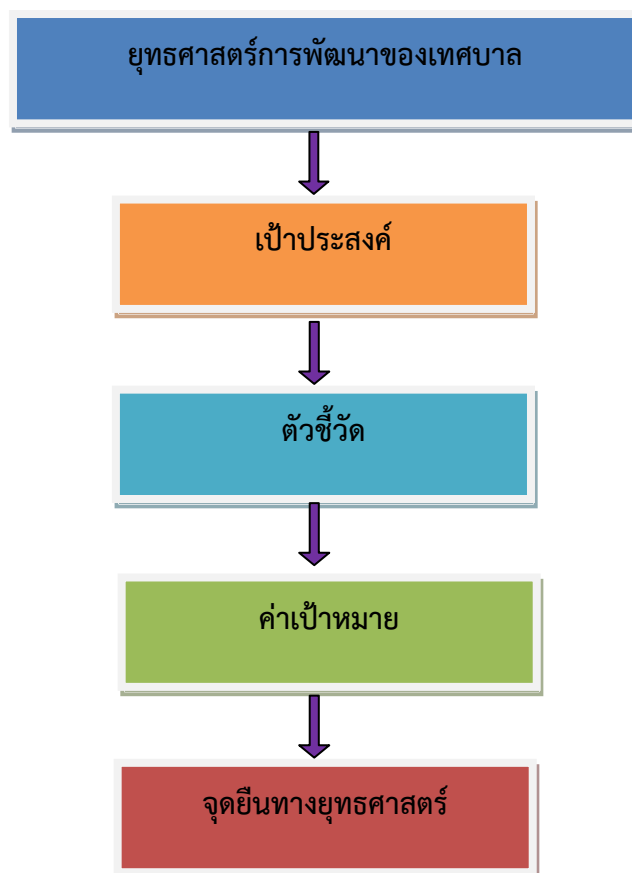 ยุทธศาสตร์การพัฒนาของเทศบาล
เป้าประสงค์
ตัวชี้วัด
ค่าเป้าหมาย
จุดยืนทางยุทธศาสตร์